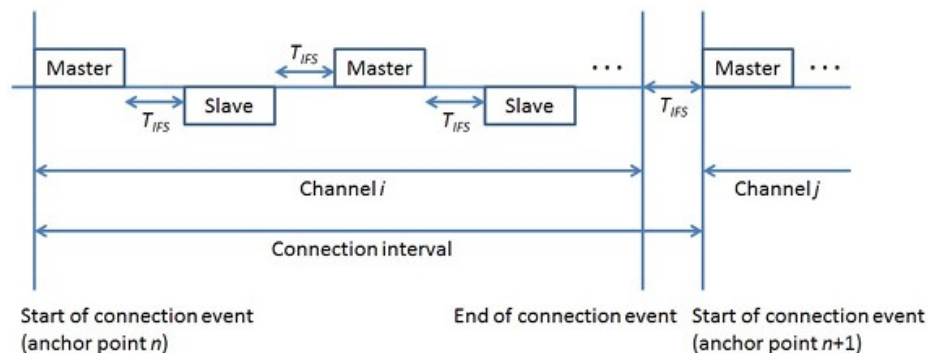 T_IFS
Master
Master
...
Master
...
Slave
Slave
T_IFS
T_IFS
T_IFS
Channel i
Channel j
Connection interval
Start of connection event
(anchor point n)
End of connection event
Start of connection event
(anchor point n+1)